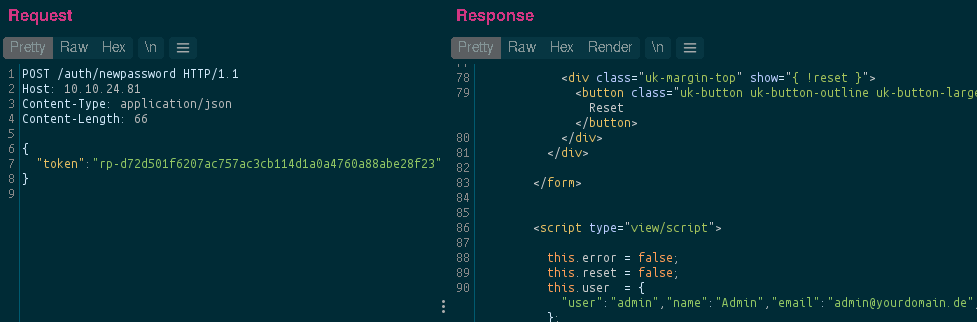 Request
Pretty Raw Hex \n
1 POST /auth/newpassword HTTP/1.1
2 Host: 10.10.24.81
3 Content-Type: application/json
4 Content-Length: 66
5
6 {
7 "token":"rp-d72d501f6207ac757ac3cb114d1a0a4760a88abe28f23"
8 }
9
Response
Pretty Raw Hex Render \n
78 <div class="uk-margin-top" show="{ !reset }">
79 <button class="uk-button uk-button-outline uk-button-large
Reset
</button>
80 </div>
81 </div>
82
83 </form>
84
85
86 <script type="view/script">
87
88 this.error = false;
89 this.reset = false;
90 this.user = {
"user":"admin","name":"Admin","email":"admin@yourdomain.de",
};